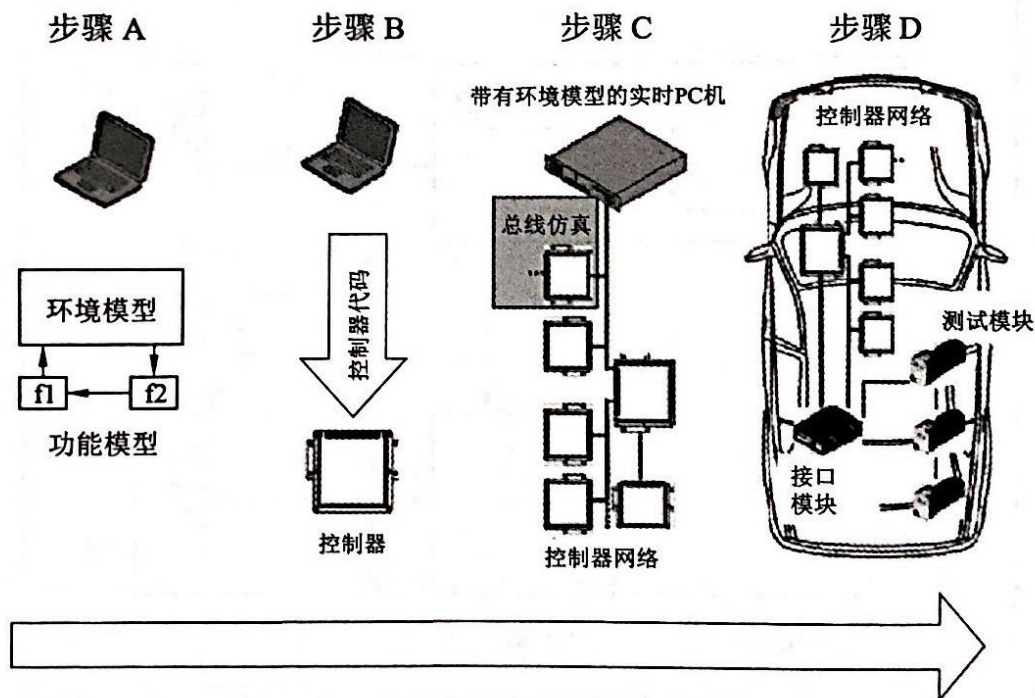 步骤 A
步骤 B
步骤 C
步骤 D
环境模型
f1
f2
功能模型
控制器代码
控制器
带有环境模型的实时PC机
总线仿真
...
控制器网络
控制器网络
...
测试模块
接口
模块